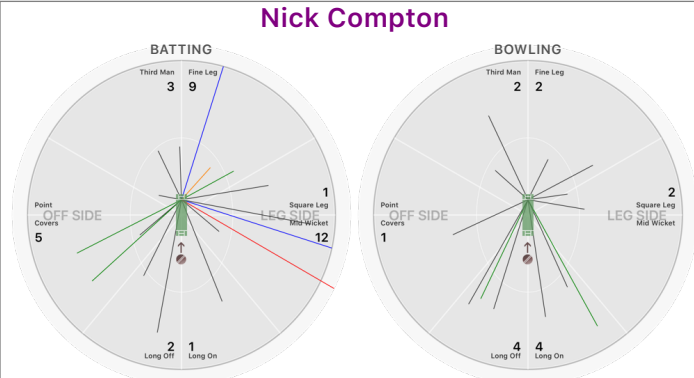 Nick Compton
BATTING
Third Man Fine Leg
3 9
1
Point Square Leg
OFF SIDE LEG SIDE
Covers Mid Wicket
5 12
2 1
Long Off Long On
BOWLING
Third Man Fine Leg
2 2
2
Point Square Leg
OFF SIDE LEG SIDE
Covers Mid Wicket
1
4 4
Long Off Long On